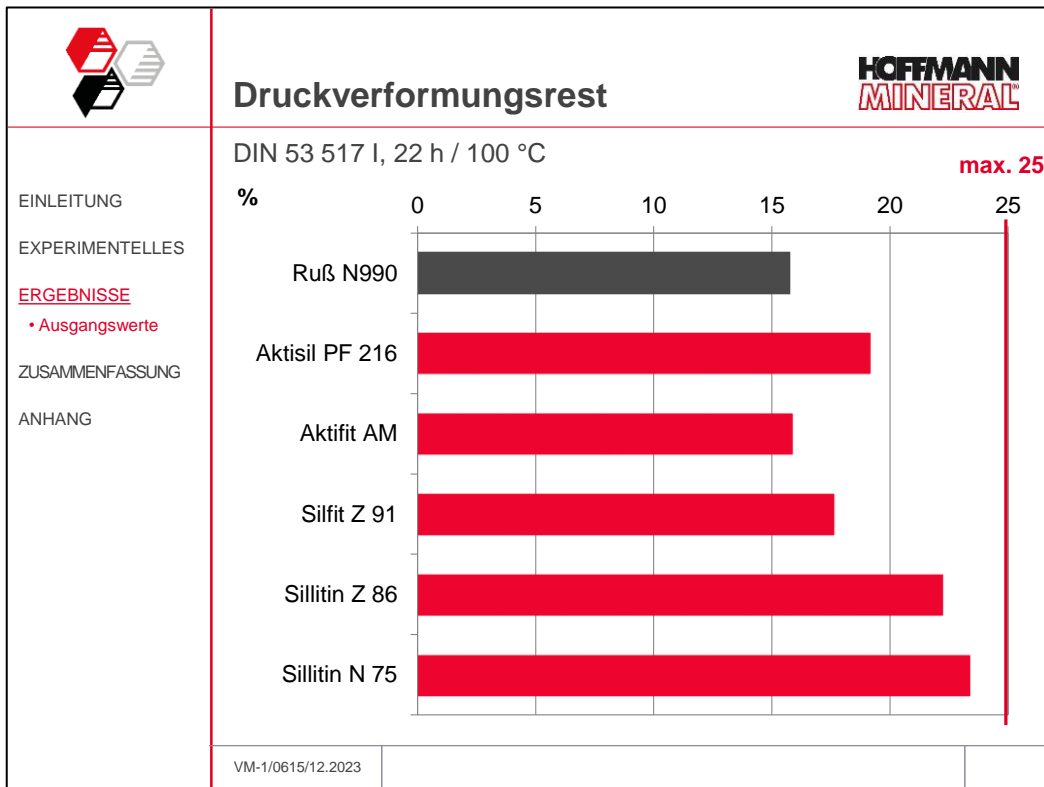 Druckverformungsrest
HOFFMANN
MINERAL®
DIN 53 517 I, 22 h / 100 °C
max. 25
EINLEITUNG
EXPERIMENTELLES
ERGEBNISSE
• Ausgangswerte
ZUSAMMENFASSUNG
ANHANG
% 0 5 10 15 20 25
Ruß N990
Aktisil PF 216
Aktifit AM
Silfit Z 91
Sillitin Z 86
Sillitin N 75
VM-1/0615/12.2023